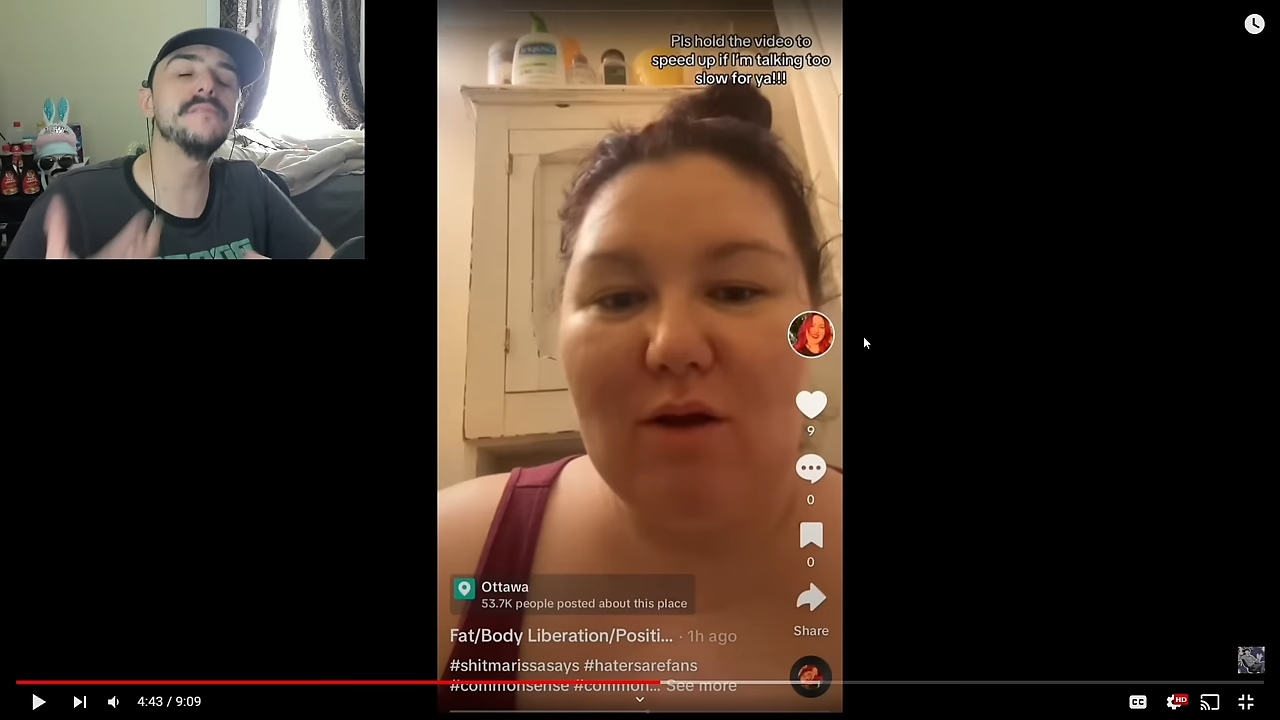 Pls hold the video to
speed up if I'm talking too
slow for ya!!!
9
0
0
Share
Ottawa
53.7K people posted about this place
Fat/Body Liberation/Positi... · 1h ago
#shitmarissasays #hatersarefans
#commonsense #common... See more
4:43 / 9:09
CC
HD